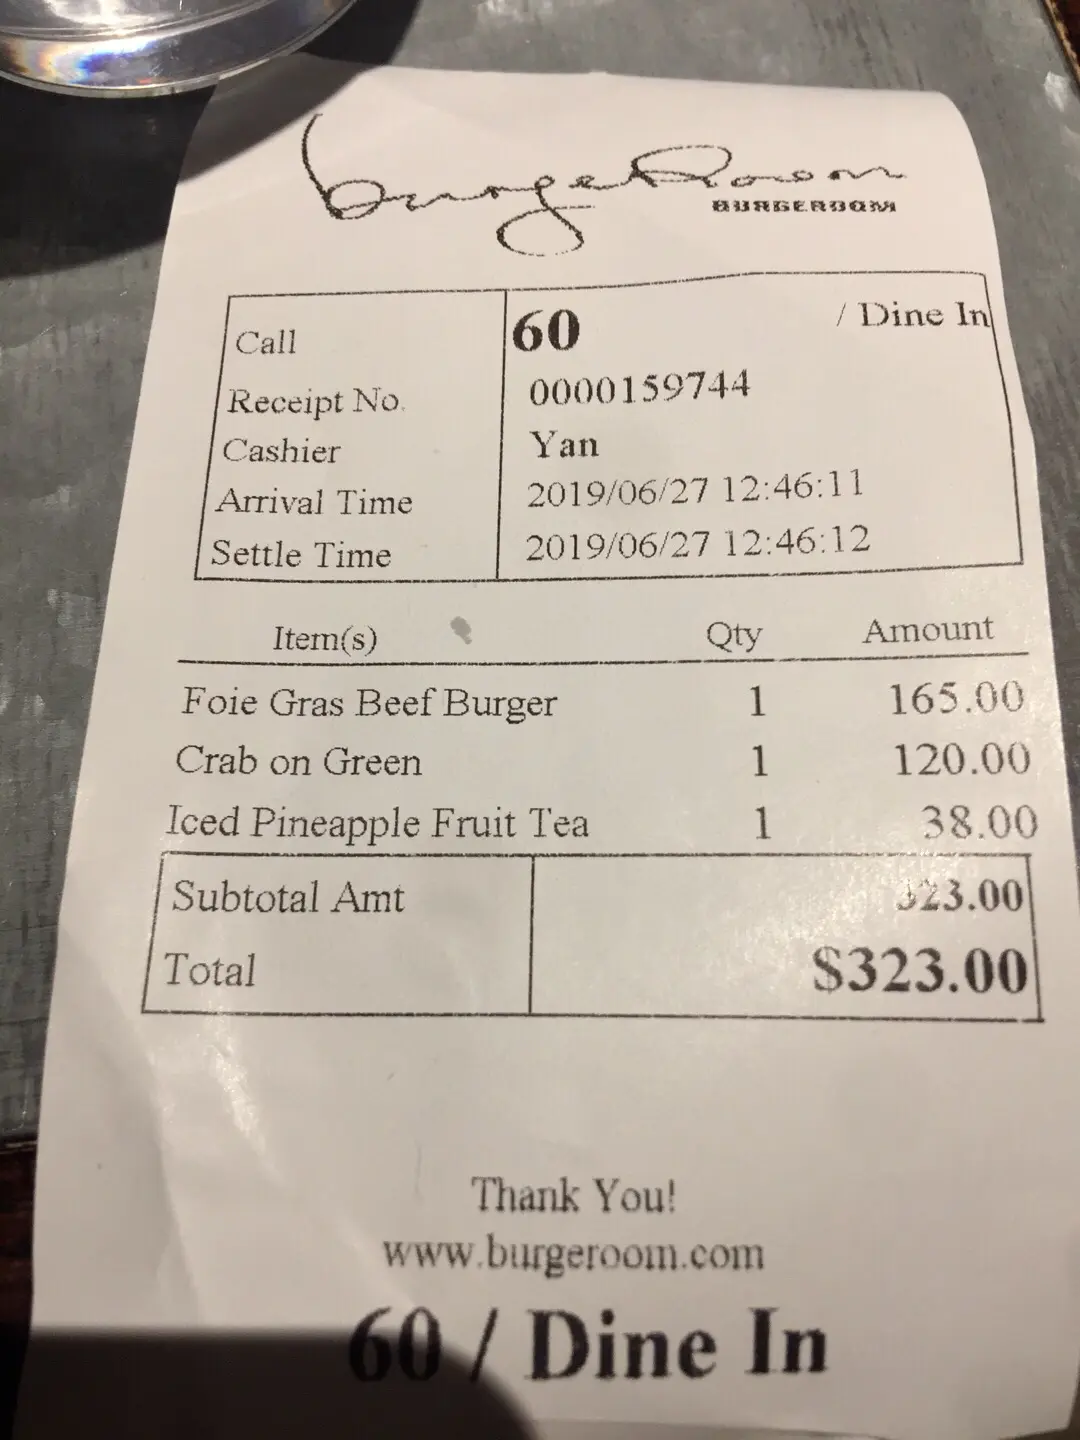 burgeRoom
BURGEROOM
Call 60 / Dine In
Receipt No. 0000159744
Cashier Yan
Arrival Time 2019/06/27 12:46:11
Settle Time 2019/06/27 12:46:12
Item(s) Qty Amount
Foie Gras Beef Burger 1 165.00
Crab on Green 1 120.00
Iced Pineapple Fruit Tea 1 38.00
Subtotal Amt 323.00
Total $323.00
Thank You!
www.burgeroom.com
60 / Dine In